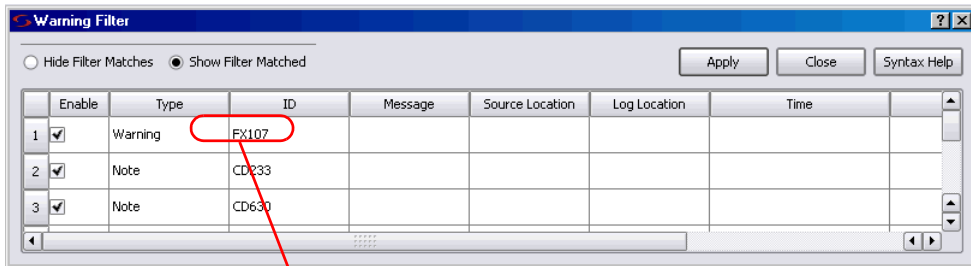 Warning Filter
Hide Filter Matches Show Filter Matched Apply Close Syntax Help
Enable Type ID Message Source Location Log Location Time
1 Warning FX107
2 Note CD233
3 Note CD630